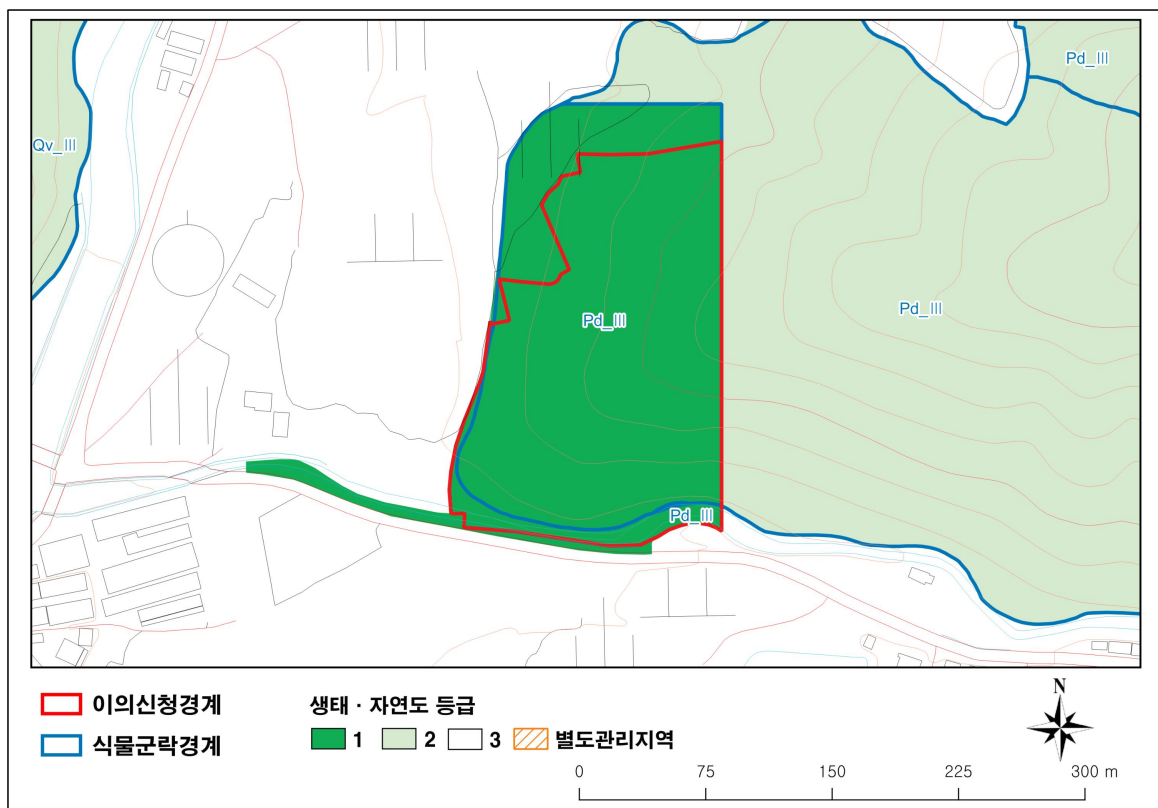 Pd_Ⅲ
Qv_Ⅲ
Pd_Ⅲ
Pd_Ⅲ
Pd_Ⅲ
이의신청경계
식물군락경계
생태 · 자연도 등급
1 2 3 별도관리지역
N
0 75 150 225 300 m